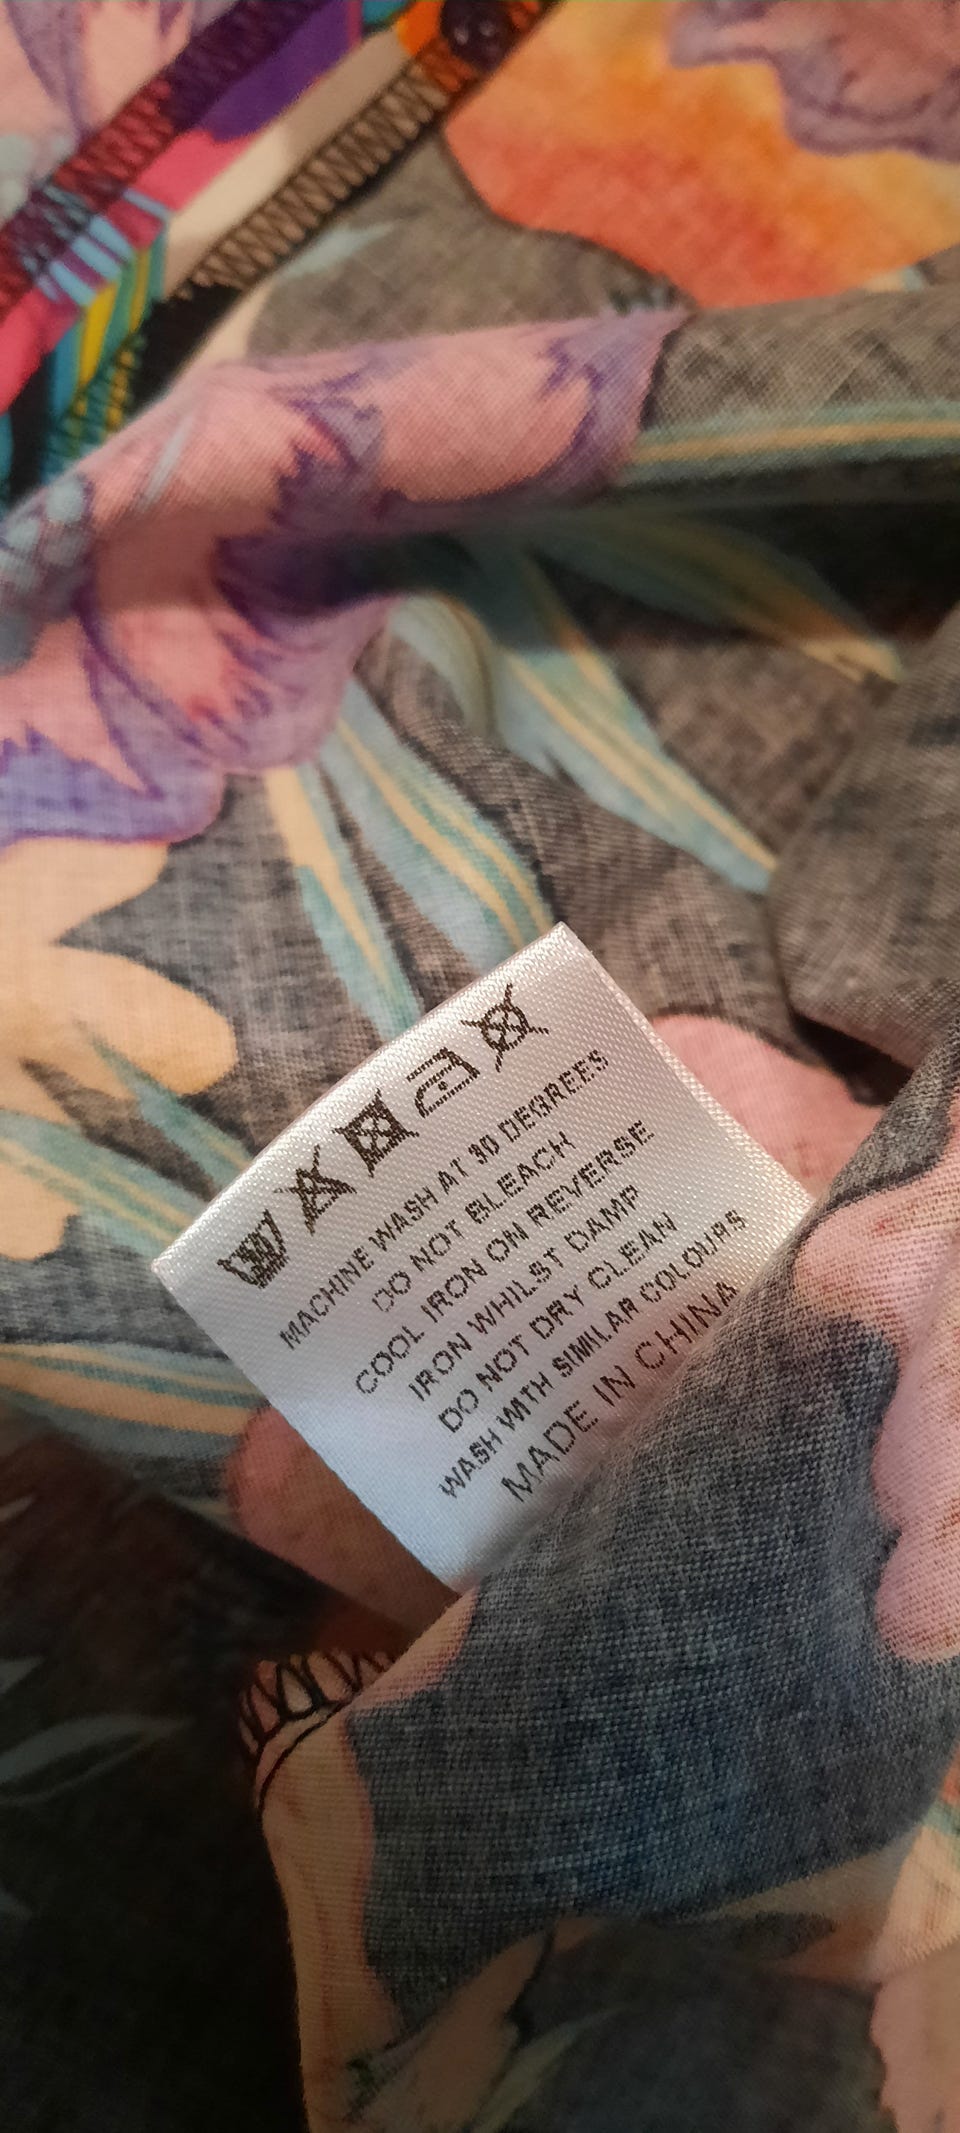 MACHINE WASH AT 30 DEGREES
DO NOT BLEACH
COOL IRON ON REVERSE
IRON WHILST DAMP
DO NOT DRY CLEAN
WASH WITH SIMILAR COLOURS
MADE IN CHINA